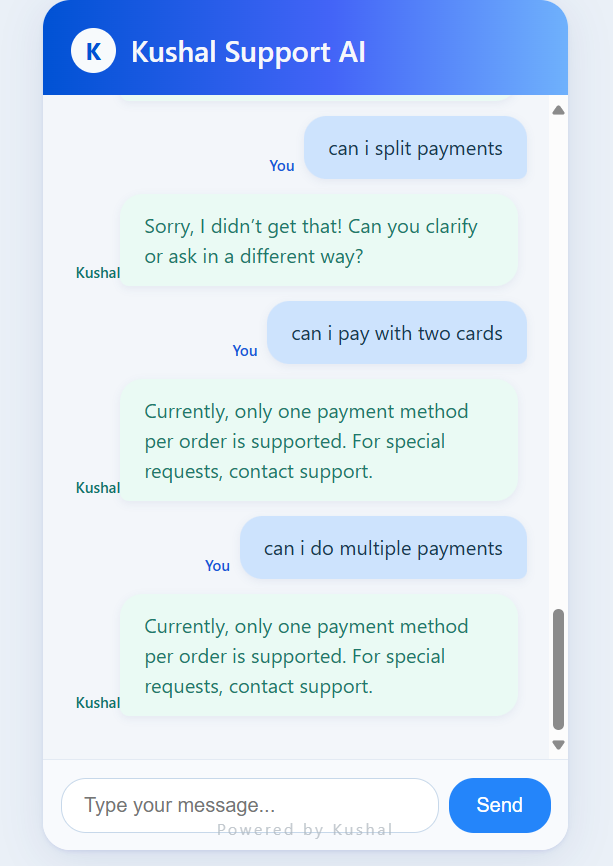 K
Kushal Support AI
can i split payments
You
Sorry, I didn’t get that! Can you clarify
or ask in a different way?
Kushal
can i pay with two cards
You
Currently, only one payment method
per order is supported. For special
requests, contact support.
Kushal
can i do multiple payments
You
Currently, only one payment method
per order is supported. For special
requests, contact support.
Kushal
Type your message...
Send
Powered by Kushal